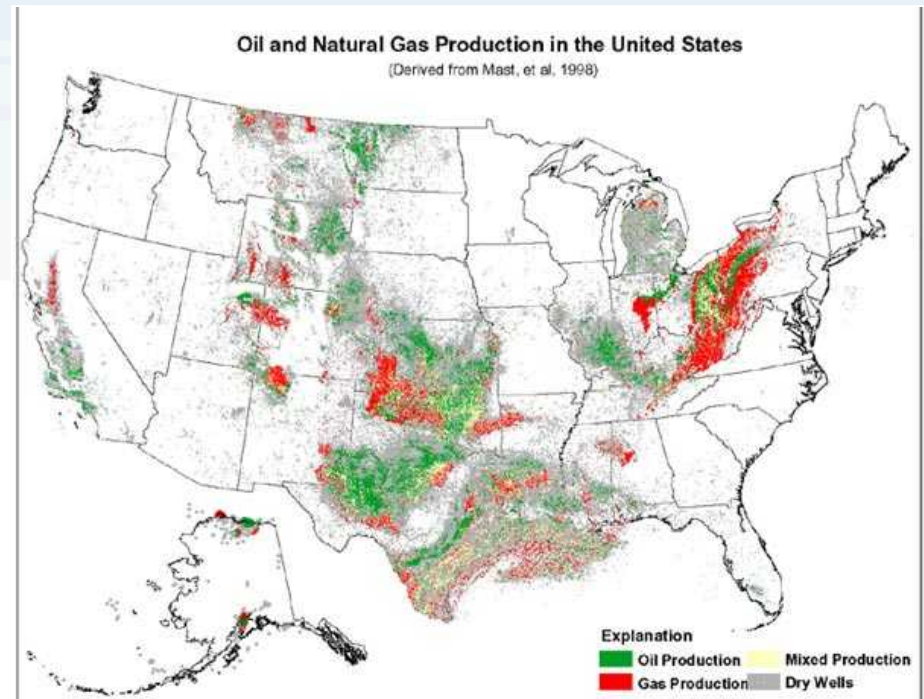 Oil and Natural Gas Production in the United States
(Derived from Mast, et al, 1998)
Explanation
Oil Production
Mixed Production
Gas Production
Dry Wells